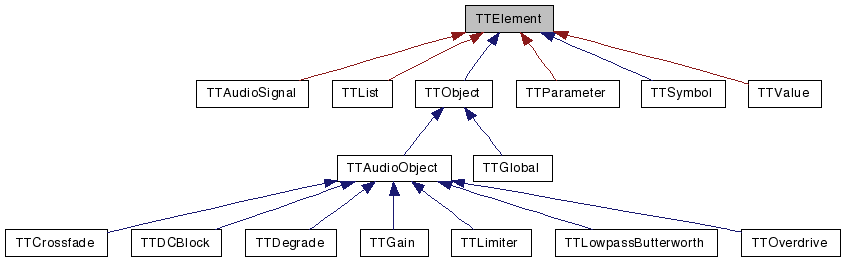 TTElement
TTAudioSignal
TTList
TTObject
TTParameter
TTSymbol
TTValue
TTAudioObject
TTGlobal
TTCrossfade
TTDCBlock
TTDegrade
TTGain
TTLimiter
TTLowpassButterworth
TTOverdrive